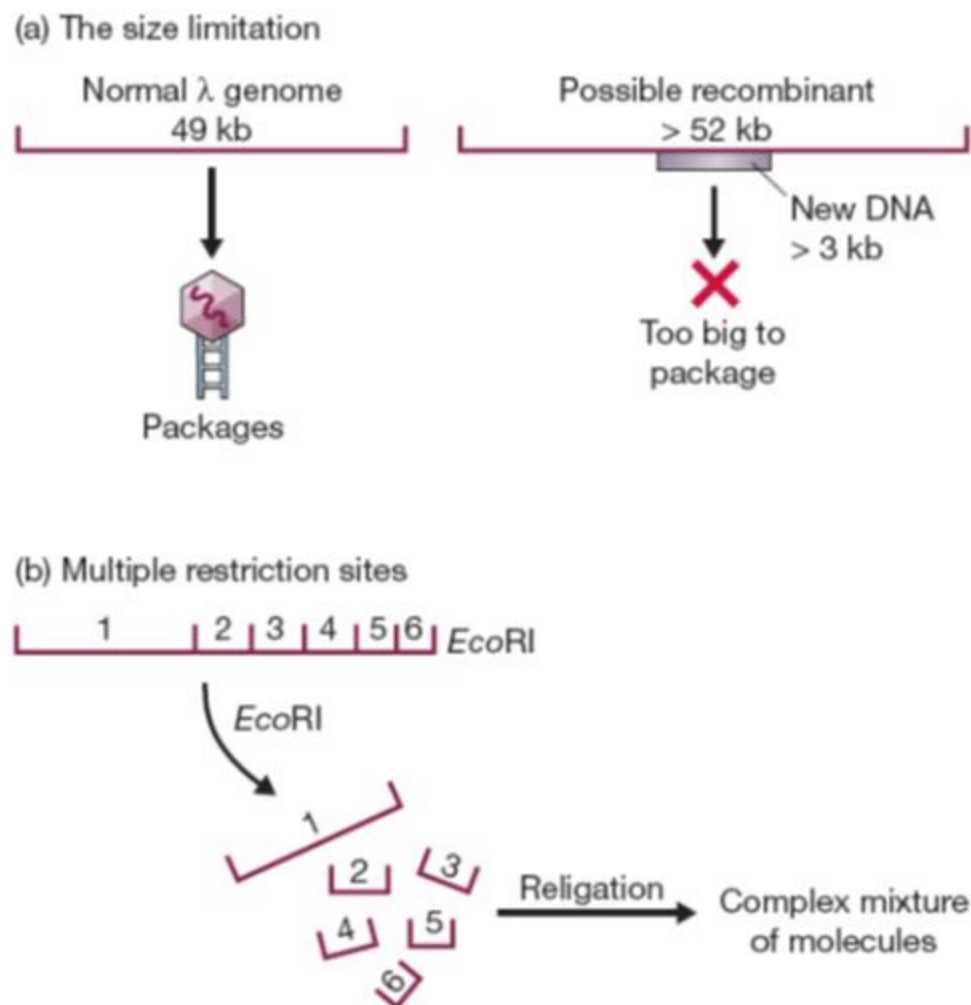 (a) The size limitation
Normal λ genome
49 kb
Possible recombinant
> 52 kb
New DNA
> 3 kb
Packages
Too big to
package
(b) Multiple restriction sites
1 2 3 4 5 6 EcoRI
EcoRI
1
2 3
4 5
6
Religation
Complex mixture
of molecules